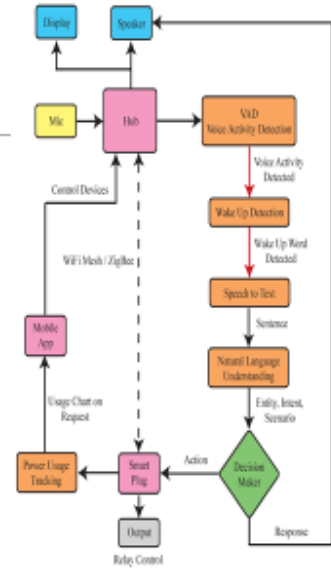 Display
Speaker
Mic
Hub
VAD
Voice Activity Detection
Voice Activity
Detected
Control Devices
Wake Up Detection
Wake Up Word
Detected
WiFi Mesh / ZigBee
Speech to Text
Sentence
Mobile
App
Natural Language
Understanding
Usage Chart on
Request
Entity, Intent,
Scenario
Power Usage
Tracking
Smart
Plug
Action
Decision
Maker
Output
Response
Relay Control